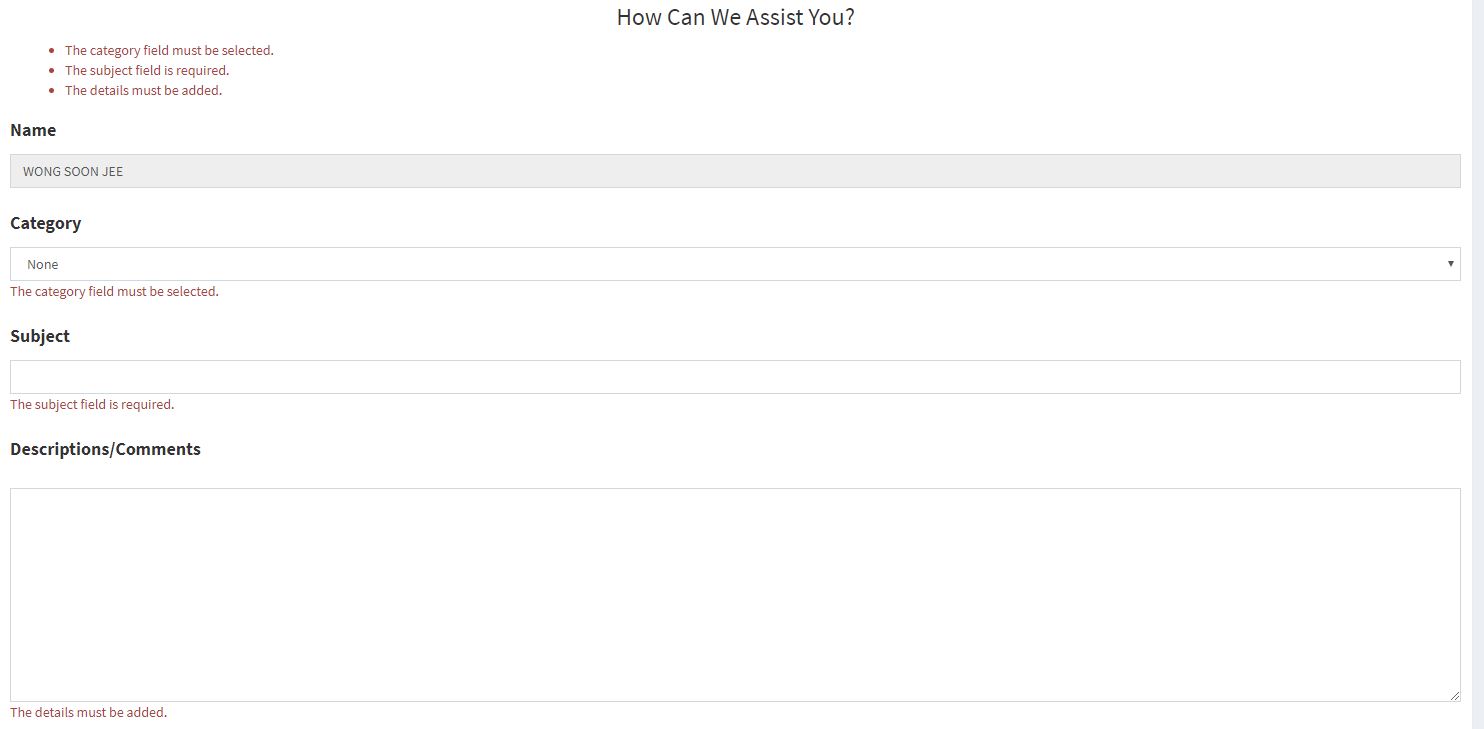 How Can We Assist You?
The category field must be selected.
The subject field is required.
The details must be added.
Name
WONG SOON JEE
Category
None
The category field must be selected.
Subject
The subject field is required.
Descriptions/Comments
The details must be added.